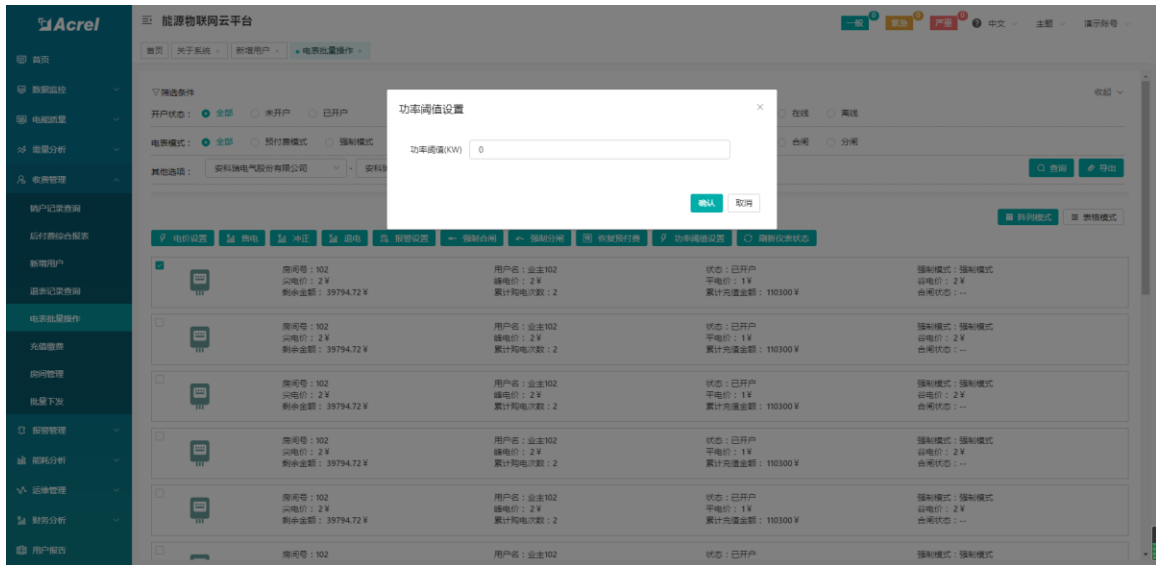 Acrel
能源物联网云平台
一般 0 紧急 0 严重 0 中文 主题 演示账号
首页 关于系统 新增用户 电表批量操作
首页
数据监控
电能质量
需量分析
收费管理
销户记录查询
后付费综合报表
新增用户
退费记录查询
电表批量操作
充值缴费
房间管理
批量下发
报警管理
能耗分析
运维管理
财务分析
用户报告
筛选条件 收起
开户状态： 全部 未开户 已开户 在线 离线
电表模式： 全部 预付费模式 强制模式 合闸 分闸
其他选项： 安科瑞电气股份有限公司 - 安科瑞 查询 导出
功率阈值设置
功率阈值(KW) 0
确认 取消
阵列模式 表格模式
电价设置 售电 冲正 退电 报警设置 强制合闸 强制分闸 恢复预付费 功率阈值设置 刷新仪表状态
房间号：102 用户名：业主102 状态：已开户 强制模式：强制模式
尖电价：2¥ 峰电价：2¥ 平电价：1¥ 谷电价：2¥
剩余金额：39794.72¥ 累计购电次数：2 累计充值金额：110300¥ 合闸状态：--
房间号：102 用户名：业主102 状态：已开户 强制模式：强制模式
尖电价：2¥ 峰电价：2¥ 平电价：1¥ 谷电价：2¥
剩余金额：39794.72¥ 累计购电次数：2 累计充值金额：110300¥ 合闸状态：--
房间号：102 用户名：业主102 状态：已开户 强制模式：强制模式
尖电价：2¥ 峰电价：2¥ 平电价：1¥ 谷电价：2¥
剩余金额：39794.72¥ 累计购电次数：2 累计充值金额：110300¥ 合闸状态：--
房间号：102 用户名：业主102 状态：已开户 强制模式：强制模式
尖电价：2¥ 峰电价：2¥ 平电价：1¥ 谷电价：2¥
剩余金额：39794.72¥ 累计购电次数：2 累计充值金额：110300¥ 合闸状态：--
房间号：102 用户名：业主102 状态：已开户 强制模式：强制模式
尖电价：2¥ 峰电价：2¥ 平电价：1¥ 谷电价：2¥
剩余金额：39794.72¥ 累计购电次数：2 累计充值金额：110300¥ 合闸状态：--
房间号：102 用户名：业主102 状态：已开户 强制模式：强制模式